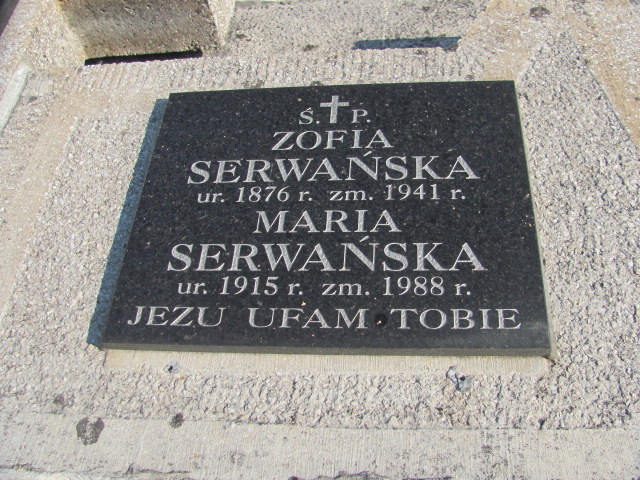 Ś. P.
ZOFIA
SERWAŃSKA
ur. 1876 r. zm. 1941 r.
MARIA
SERWAŃSKA
ur. 1915 r. zm. 1988 r.
JEZU UFAM TOBIE